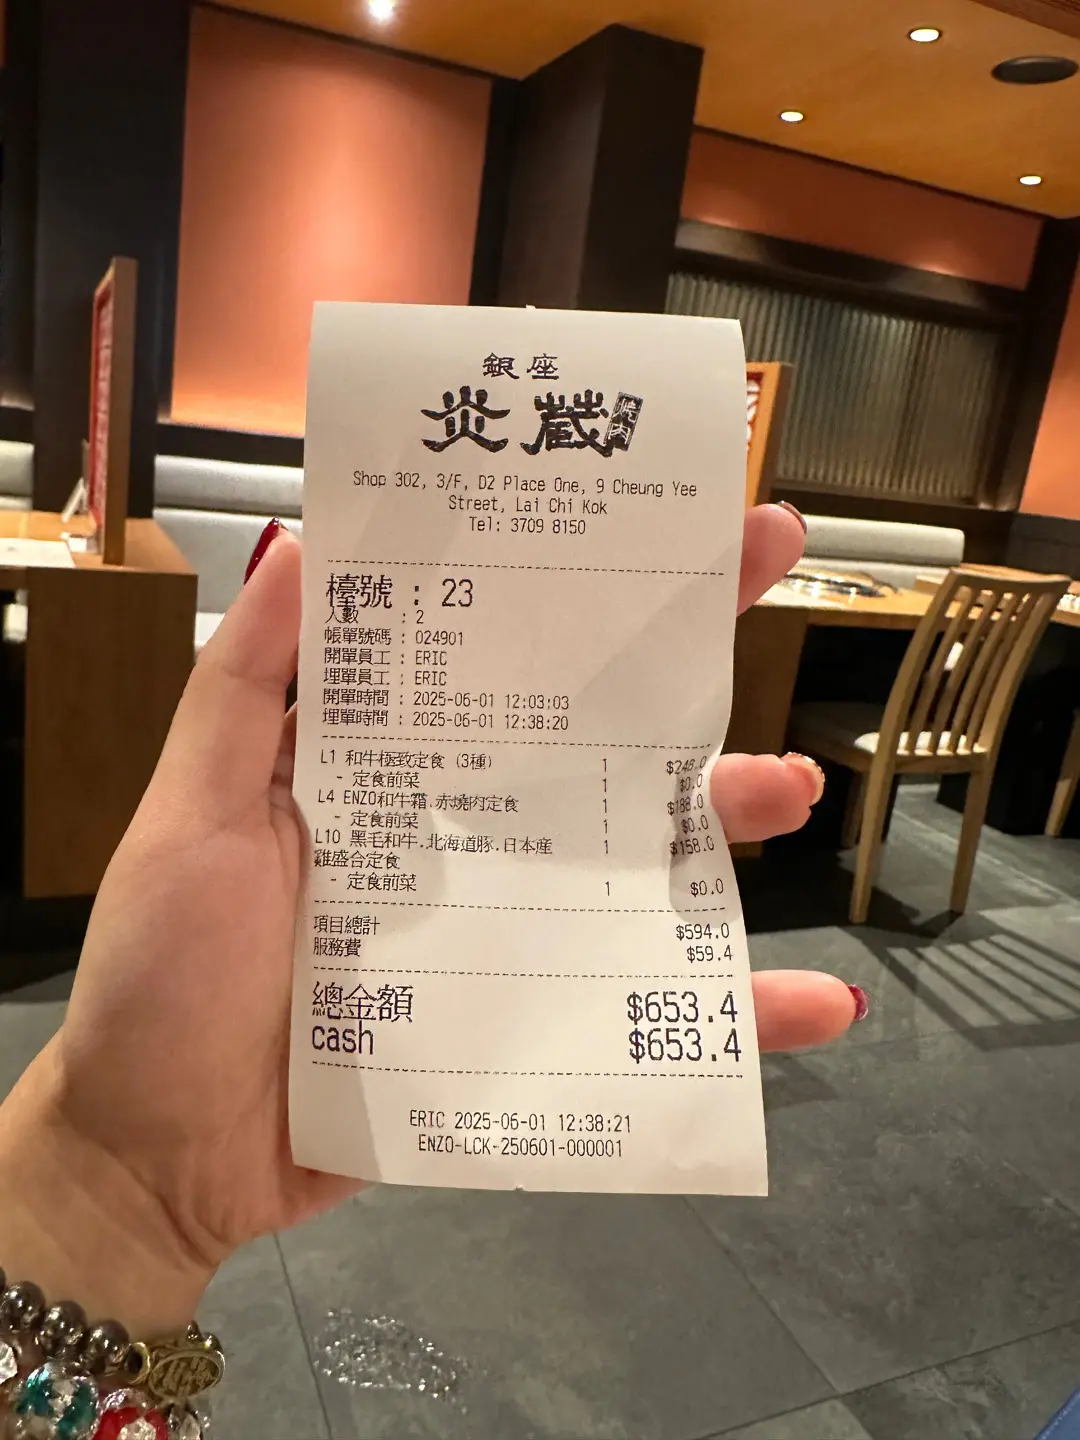 銀座
炎蔵 焼肉
Shop 302, 3/F, D2 Place One, 9 Cheung Yee
Street, Lai Chi Kok
Tel: 3709 8150
檯號 : 23
人數 : 2
帳單號碼 : 024901
開單員工 : ERIC
埋單員工 : ERIC
開單時間 : 2025-06-01 12:03:03
埋單時間 : 2025-06-01 12:38:20
L1 和牛極致定食 (3種) 1 $248.0
- 定食前菜 1 $0.0
L4 ENZO和牛霜.赤燒肉定食 1 $188.0
- 定食前菜 1 $0.0
L10 黑毛和牛.北海道豚.日本産 1 $158.0
雞盛合定食
- 定食前菜 1 $0.0
項目總計 $594.0
服務費 $59.4
總金額 $653.4
cash $653.4
ERIC 2025-06-01 12:38:21
ENZO-LCK-250601-000001